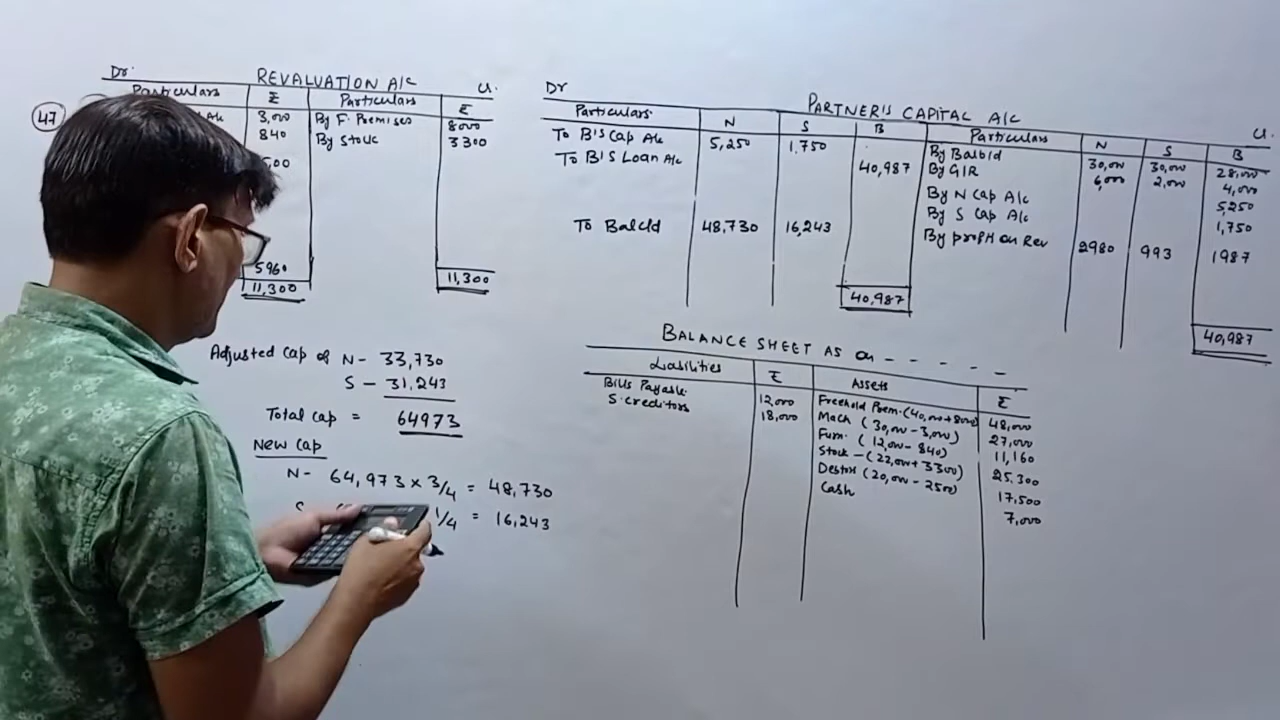 47
Dr. REVALUATION A/c Cr.
Particulars ₹ Particulars ₹
A/c 3,000 By F. Premises 8000
840 By Stock 3300
500
5960
11,300 11,300
Adjusted Cap of N- 33,730
S - 31,243
Total Cap = 64973
New Cap
N- 64,973 x 3/4 = 48,730
S 1/4 = 16,243
Dr PARTNER'S CAPITAL A/c Cr.
Particulars N S B Particulars N S B
To B's Cap A/c 5,250 1,750 By Bal b/d 30,000 30,000 28,000
To B's Loan A/c 40,987 By G/R 6,000 2,000 4,000
By N Cap A/c 5,250
By S Cap A/c 1,750
To Bal c/d 48,730 16,243 By profit on Rev 2980 993 1987
40,987 40,987
BALANCE SHEET AS on - - - - -
Liabilities ₹ Assets ₹
Bills Payable 12,000 Freehold Prem. (40,000+8000) 48,000
S. creditors 18,000 Mach (30,000 - 3,000) 27,000
Furn. (12,000 - 840) 11,160
Stock - (22,000 + 3300) 25,300
Debtors (20,000 - 2500) 17,500
Cash 7,000